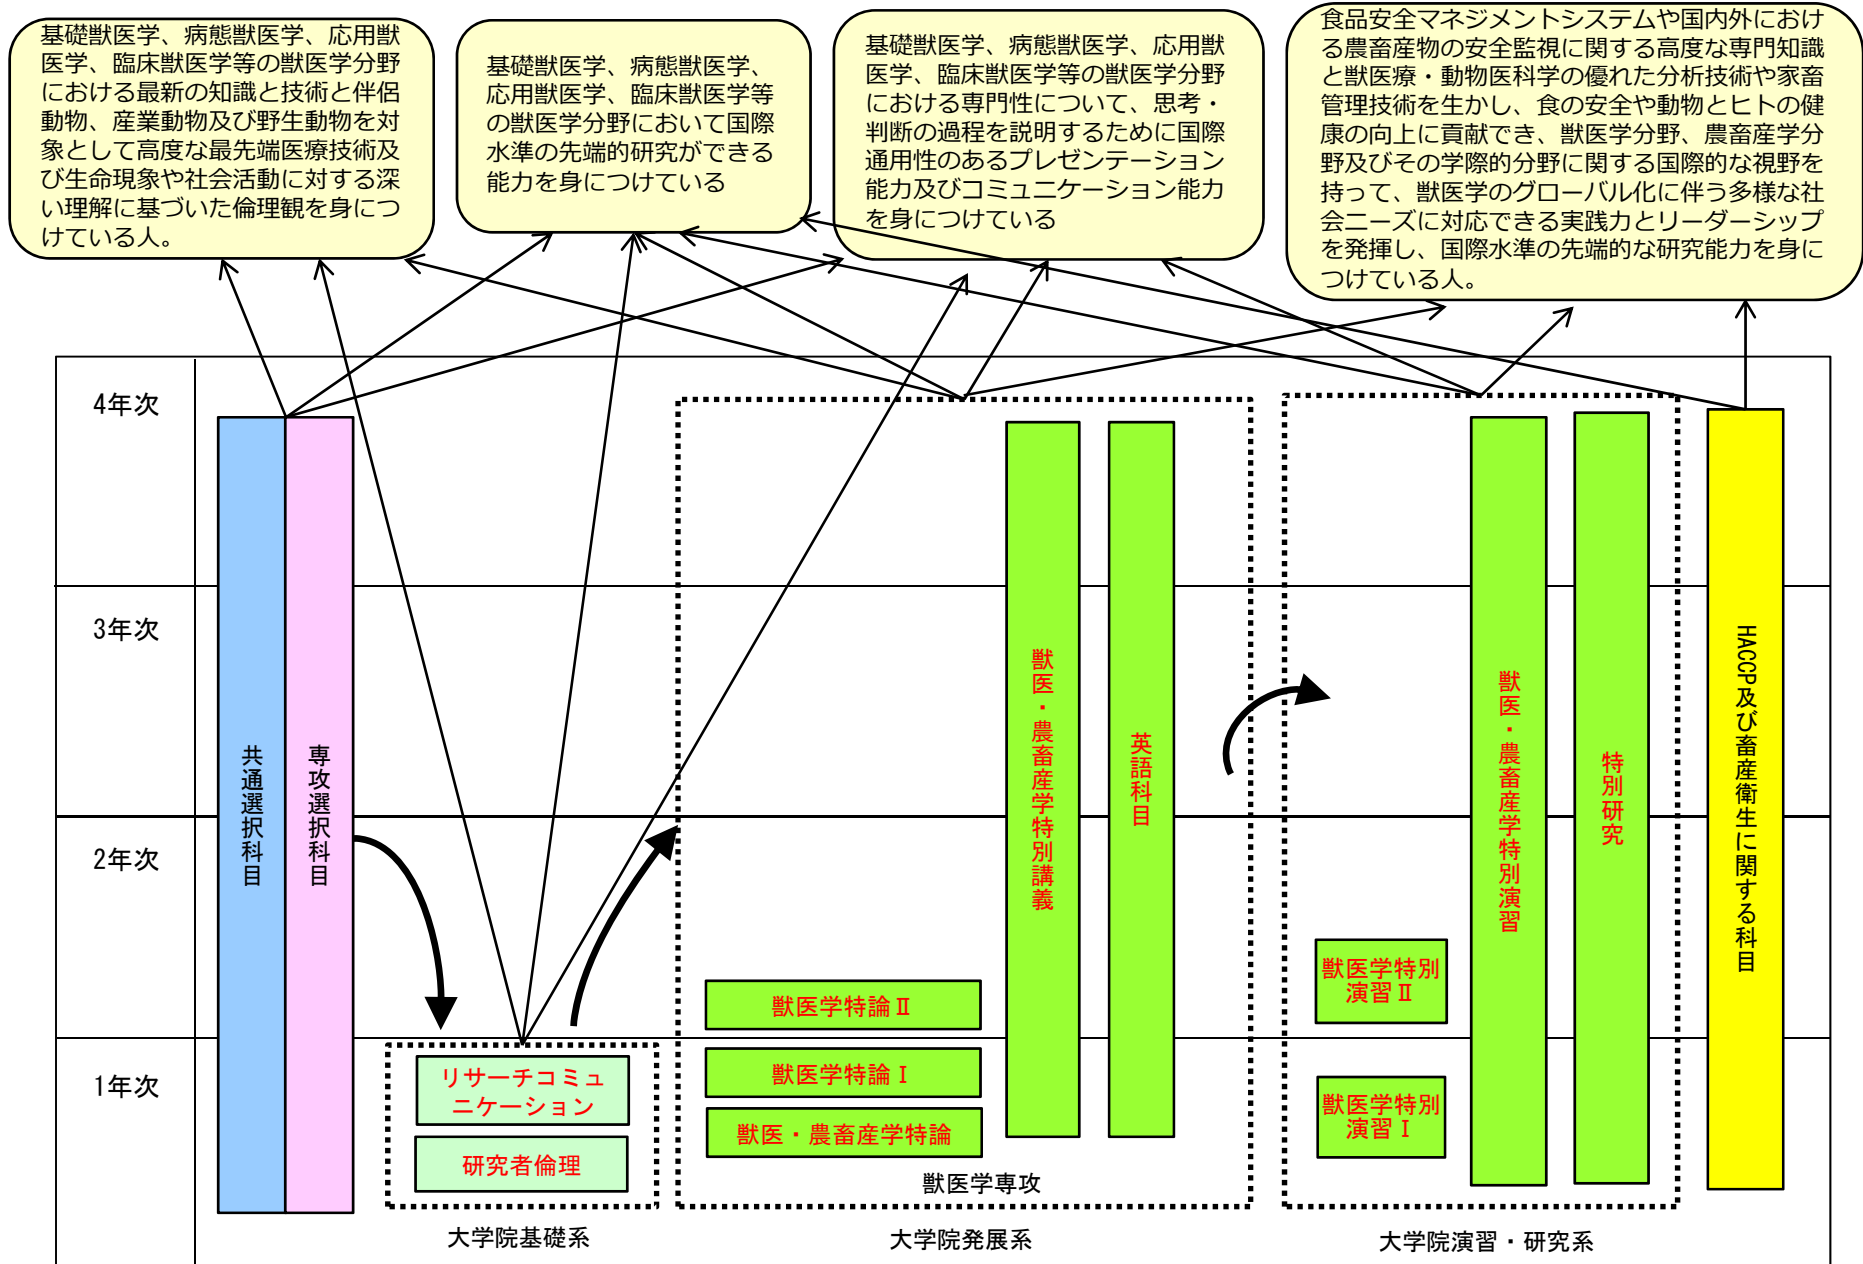 基礎獣医学、病態獣医学、応用獣
医学、臨床獣医学等の獣医学分野
における最新の知識と技術と伴侶
動物、産業動物及び野生動物を対
象として高度な最先端医療技術及
び生命現象や社会活動に対する深
い理解に基づいた倫理観を身につ
けている人。
基礎獣医学、病態獣医学、
応用獣医学、臨床獣医学等
の獣医学分野において国際
水準の先端的研究ができる
能力を身につけている
基礎獣医学、病態獣医学、応用獣
医学、臨床獣医学等の獣医学分野
における専門性について、思考・
判断の過程を説明するために国際
通用性のあるプレゼンテーション
能力及びコミュニケーション能力
を身につけている
食品安全マネジメントシステムや国内外におけ
る農畜産物の安全監視に関する高度な専門知識
と獣医療・動物医科学の優れた分析技術や家畜
管理技術を生かし、食の安全や動物とヒトの健
康の向上に貢献でき、獣医学分野、農畜産学分
野及びその学際的分野に関する国際的な視野を
持って、獣医学のグローバル化に伴う多様な社
会ニーズに対応できる実践力とリーダーシップ
を発揮し、国際水準の先端的な研究能力を身に
つけている人。
4年次
3年次
2年次
1年次
共通選択科目
専攻選択科目
リサーチコミュ
ニケーション
研究者倫理
大学院基礎系
獣医学特論Ⅱ
獣医学特論Ⅰ
獣医・農畜産学特論
獣医・農畜産学特別講義
英語科目
獣医学専攻
大学院発展系
獣医学特別
演習Ⅱ
獣医学特別
演習Ⅰ
獣医・農畜産学特別演習
特別研究
大学院演習・研究系
HACCP及び畜産衛生に関する科目